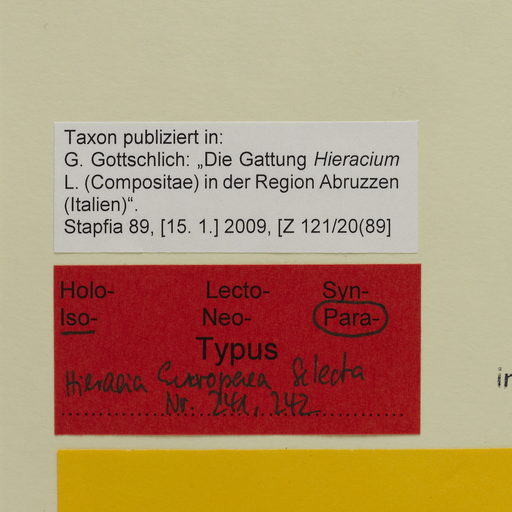 Taxon publiziert in:
G. Gottschlich: „Die Gattung Hieracium
L. (Compositae) in der Region Abruzzen
(Italien)“.
Stapfia 89, [15. 1.] 2009, [Z 121/20(89]
Holo- Lecto- Syn-
Iso- Neo- Para-
Typus
Hieracia Europaea Selecta
Nr. 241, 242